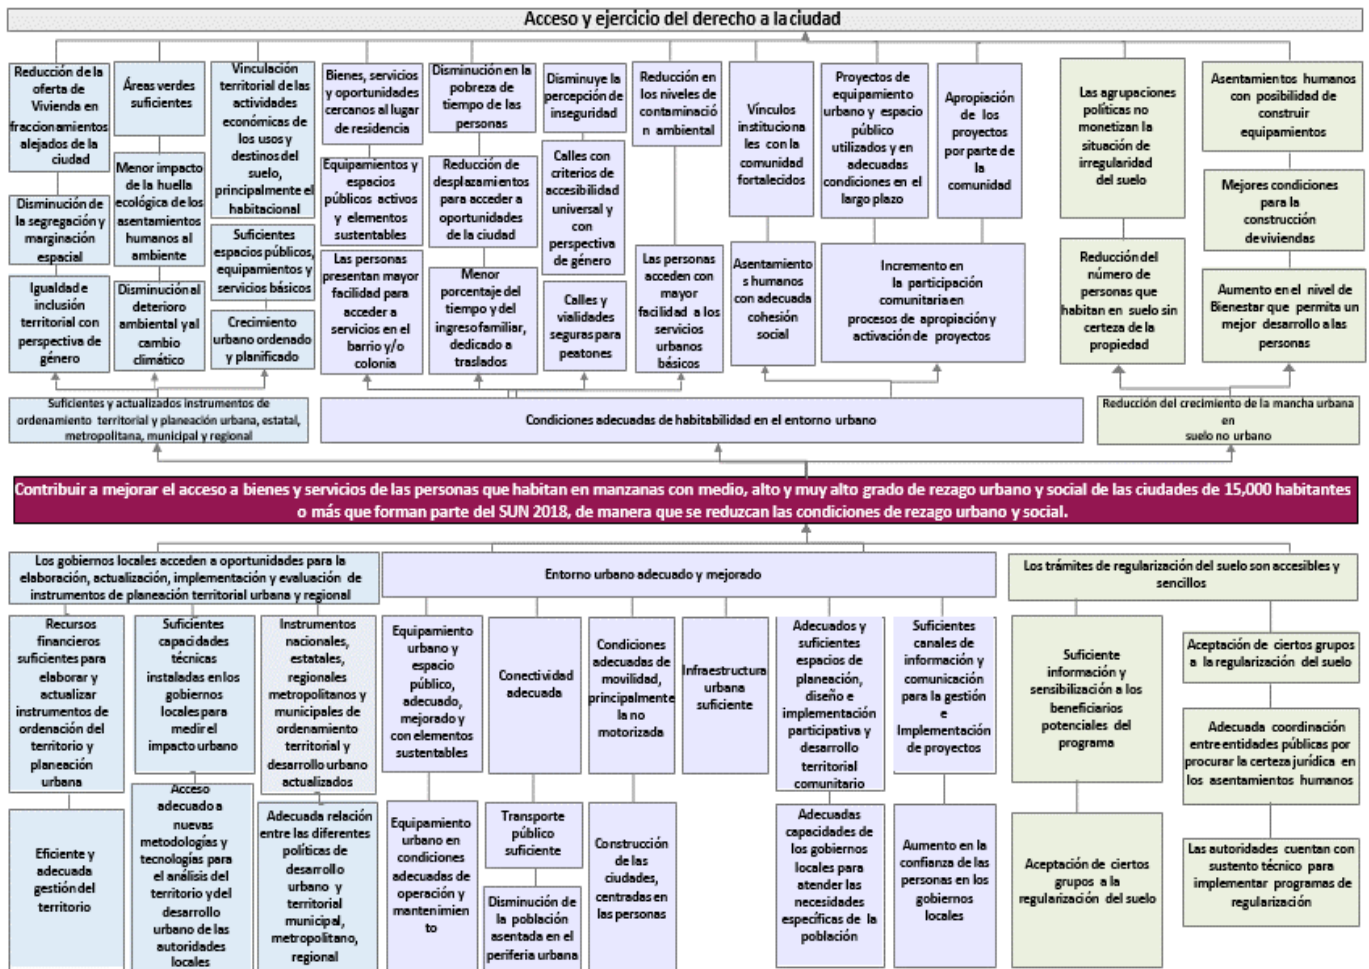 Acceso y ejercicio del derecho a la ciudad
Reducción de la
oferta de
Vivienda en
fraccionamientos
alejados de la
ciudad
Disminución de
la segregación y
marginación
espacial
Igualdad e
inclusión
territorial con
perspectiva de
género
Áreas verdes
suficientes
Menor impacto
de la huella
ecológica de los
asentamientos
humanos al
ambiente
Disminución al
deterioro
ambiental y al
cambio
climático
Vinculación
territorial de las
actividades
económicas de
los usos y
destinos del
suelo,
principalmente el
habitacional
Suficientes
espacios públicos,
equipamientos y
servicios básicos
Crecimiento
urbano ordenado
y planificado
Bienes, servicios
y oportunidades
cercanos al lugar
de residencia
Equipamientos y
espacios
públicos activos
y elementos
sustentables
Las personas
presentan mayor
facilidad para
acceder a
servicios en el
barrio y/o
colonia
Disminución en la
pobreza de
tiempo de las
personas
Reducción de
desplazamientos
para acceder a
oportunidades
de la ciudad
Menor
porcentaje del
tiempo y del
ingreso familiar,
dedicado a
traslados
Disminuye la
percepción de
inseguridad
Calles con
criterios de
accesibilidad
universal y
con
perspectiva
de género
Calles y
vialidades
seguras para
peatones
Reducción en
los niveles de
contaminació
n ambiental
Las personas
acceden con
mayor
facilidad a los
servicios
urbanos
básicos
Vínculos
instituciona
les con la
comunidad
fortalecidos
Asentamiento
s humanos
con adecuada
cohesión
social
Proyectos de
equipamiento
urbano y espacio
público
utilizados y en
adecuadas
condiciones en el
largo plazo
Apropiación
de los
proyectos
por parte de
la
comunidad
Incremento en
la participación
comunitaria en
procesos de apropiación y
activación de proyectos
Las agrupaciones
políticas no
monetizan la
situación de
irregularidad
del suelo
Reducción del
número de
personas que
habitan en suelo sin
certeza de la
propiedad
Asentamientos humanos
con posibilidad de
construir
equipamientos
Mejores condiciones
para la
construcción
de viviendas
Aumento en el nivel de
Bienestar que permita un
mejor desarrollo a las
personas
Suficientes y actualizados instrumentos de
ordenamiento territorial y planeación urbana, estatal,
metropolitana, municipal y regional
Condiciones adecuadas de habitabilidad en el entorno urbano
Reducción del crecimiento de la mancha urbana
en
suelo no urbano
Contribuir a mejorar el acceso a bienes y servicios de las personas que habitan en manzanas con medio, alto y muy alto grado de rezago urbano y social de las ciudades de 15,000 habitantes
o más que forman parte del SUN 2018, de manera que se reduzcan las condiciones de rezago urbano y social.
Los gobiernos locales acceden a oportunidades para la
elaboración, actualización, implementación y evaluación de
instrumentos de planeación territorial urbana y regional
Entorno urbano adecuado y mejorado
Los trámites de regularización del suelo son accesibles y
sencillos
Recursos
financieros
suficientes para
elaborar y
actualizar
instrumentos de
ordenación del
territorio y
planeación
urbana
Eficiente y
adecuada
gestión del
territorio
Suficientes
capacidades
técnicas
instaladas en los
gobiernos
locales para
medir el
impacto urbano
Acceso
adecuado a
nuevas
metodologías y
tecnologías para
el análisis del
territorio y del
desarrollo
urbano de las
autoridades
locales
Instrumentos
nacionales,
estatales,
regionales
metropolitanos y
municipales de
ordenamiento
territorial y
desarrollo urbano
actualizados
Adecuada relación
entre las diferentes
políticas de
desarrollo
urbano y
territorial
municipal,
metropolitano,
regional
Equipamiento
urbano y
espacio
público,
adecuado,
mejorado y
con elementos
sustentables
Equipamiento
urbano en
condiciones
adecuadas de
operación y
mantenimien
to
Conectividad
adecuada
Transporte
público
suficiente
Disminución de
la población
asentada en el
periferia urbana
Condiciones
adecuadas de
movilidad,
principalmente
la no
motorizada
Construcción
de las
ciudades,
centradas en
las personas
Infraestructura
urbana
suficiente
Adecuados y
suficientes
espacios de
planeación,
diseño e
implementación
participativa y
desarrollo
territorial
comunitario
Adecuadas
capacidades de
los gobiernos
locales para
atender las
necesidades
específicas de la
población
Suficientes
canales de
información y
comunicación
para la gestión
e
Implementación
de proyectos
Aumento en la
confianza de las
personas en los
gobiernos
locales
Suficiente
información y
sensibilización a los
beneficiarios
potenciales del
programa
Aceptación de ciertos
grupos a la
regularización del suelo
Aceptación de ciertos grupos
a la regularización del suelo
Adecuada coordinación
entre entidades públicas por
procurar la certeza jurídica en
los asentamientos humanos
Las autoridades cuentan con
sustento técnico para
implementar programas de
regularización